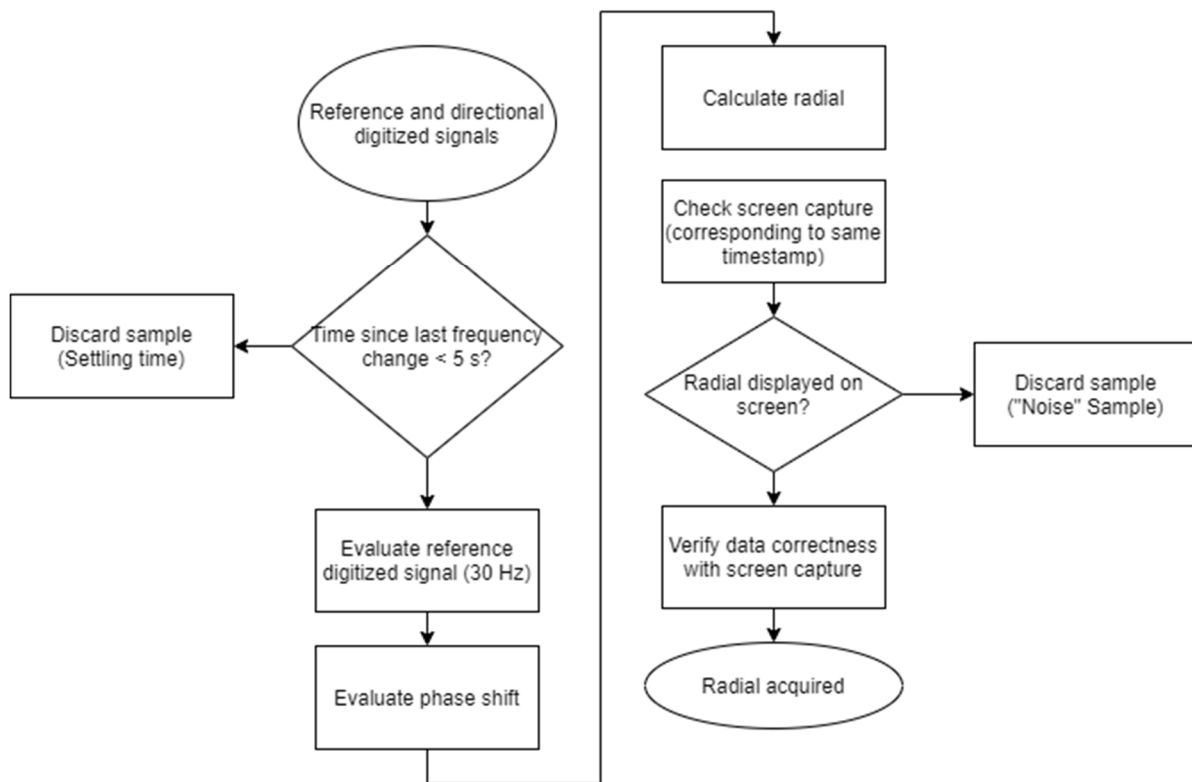 Reference and directional
digitized signals
Time since last frequency
change < 5 s?
Discard sample
(Settling time)
Evaluate reference
digitized signal (30 Hz)
Evaluate phase shift
Calculate radial
Check screen capture
(corresponding to same
timestamp)
Radial displayed on
screen?
Discard sample
("Noise" Sample)
Verify data correctness
with screen capture
Radial acquired